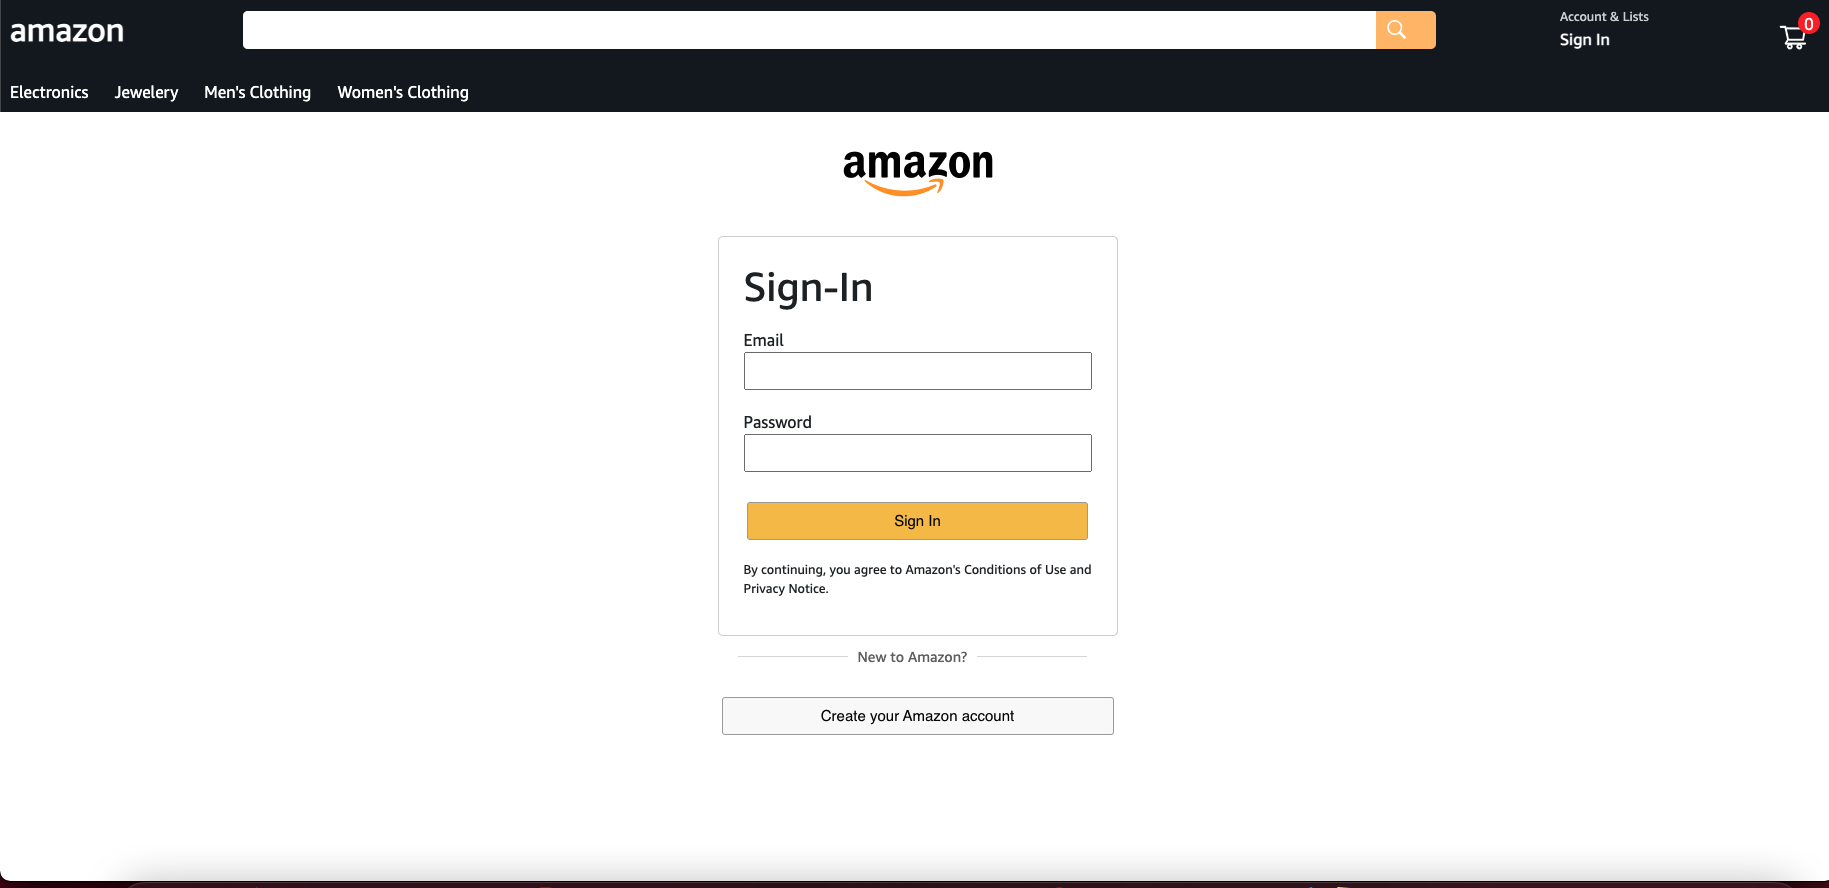 amazon
Account & Lists
Sign In
0
Electronics Jewelery Men's Clothing Women's Clothing
amazon
Sign-In
Email
Password
Sign In
By continuing, you agree to Amazon's Conditions of Use and
Privacy Notice.
New to Amazon?
Create your Amazon account